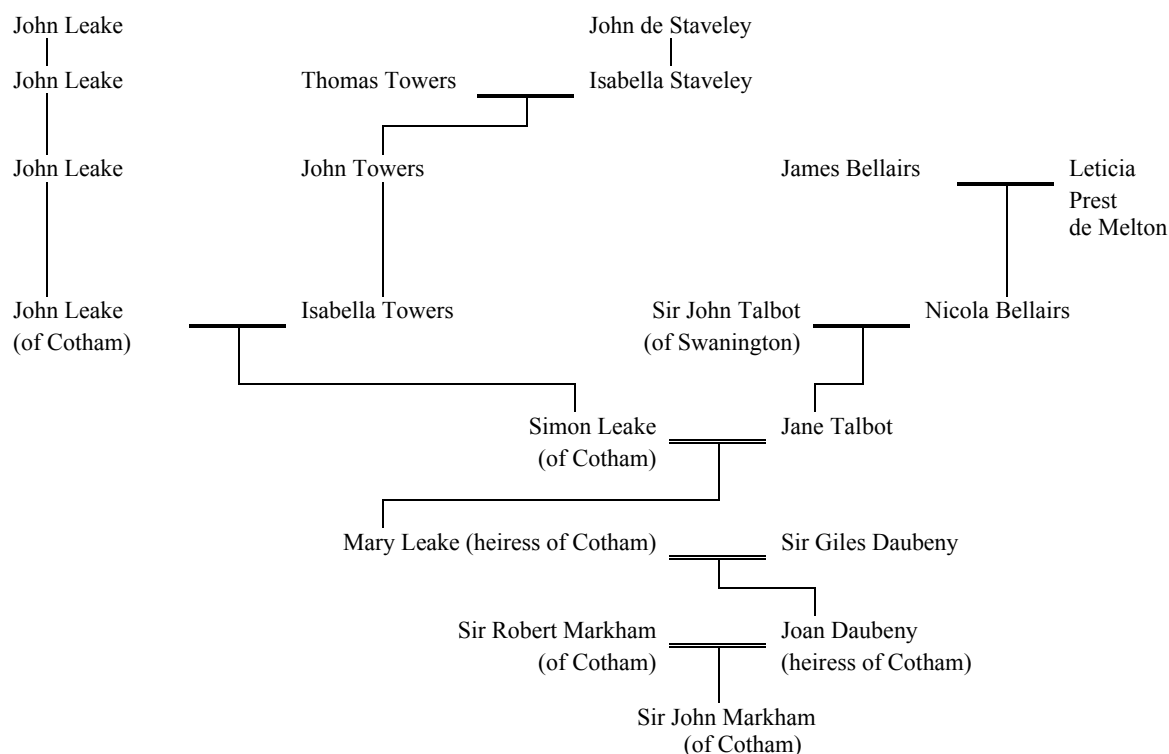 John Leake
John de Staveley
John Leake
Thomas Towers
Isabella Staveley
John Leake
John Towers
James Bellairs
Leticia
Prest
de Melton
John Leake
(of Cotham)
Isabella Towers
Sir John Talbot
(of Swanington)
Nicola Bellairs
Simon Leake
(of Cotham)
Jane Talbot
Mary Leake (heiress of Cotham)
Sir Giles Daubeny
Sir Robert Markham
(of Cotham)
Joan Daubeny
(heiress of Cotham)
Sir John Markham
(of Cotham)